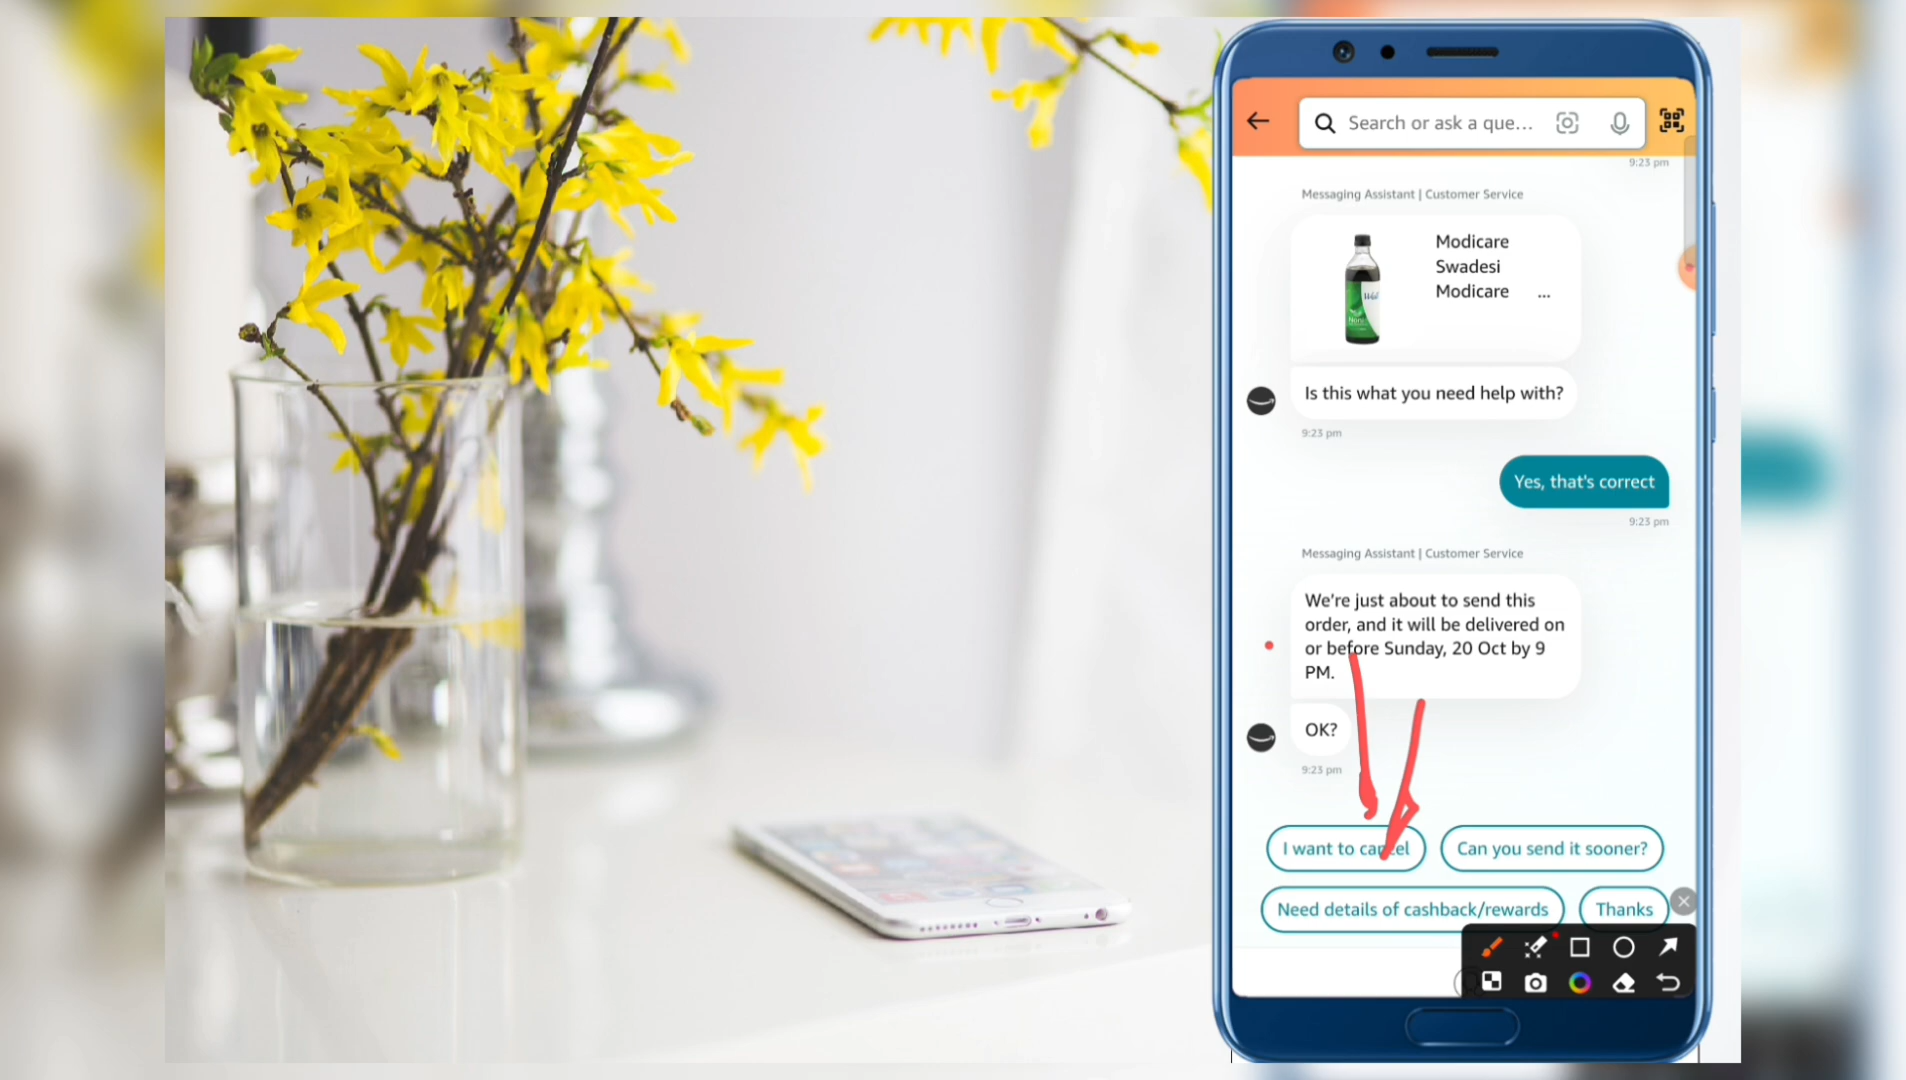 Search or ask a que...
9:23 pm
Messaging Assistant | Customer Service
Modicare
Swadesi
Modicare ...
Noni
Is this what you need help with?
9:23 pm
Yes, that's correct
9:23 pm
Messaging Assistant | Customer Service
We're just about to send this
order, and it will be delivered on
or before Sunday, 20 Oct by 9
PM.
OK?
9:23 pm
I want to cancel
Can you send it sooner?
Need details of cashback/rewards
Thanks